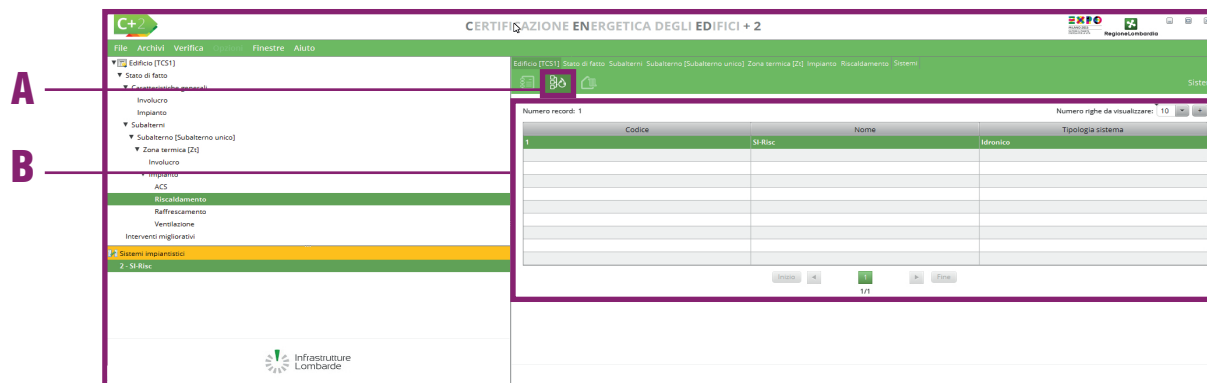 C+2
CERTIFICAZIONE ENERGETICA DEGLI EDIFICI + 2
EXPO
MILANO 2015
RegioneLombardia
File Archivi Verifica Finestre Aiuto
Edificio [TCS1]
Stato di fatto
Caratteristiche generali
Involucro
Impianto
Subalterni
Subalterno [Subalterno unico]
Zona termica [Zt]
Involucro
Impianto
ACS
Riscaldamento
Raffrescamento
Ventilazione
Interventi migliorativi
Sistemi impiantistici
2 - SI-Risc
Infrastrutture
Lombarde
A
B
Edificio [TCS1] Stato di fatto Subalterni Subalterno [Subalterno unico] Zona termica [Zt] Impianto Riscaldamento Sistemi
Siste
Numero record: 1 Numero righe da visualizzare: 10
Codice Nome Tipologia sistema
1 SI-Risc Idronico
Inizio 1 Fine
1/1